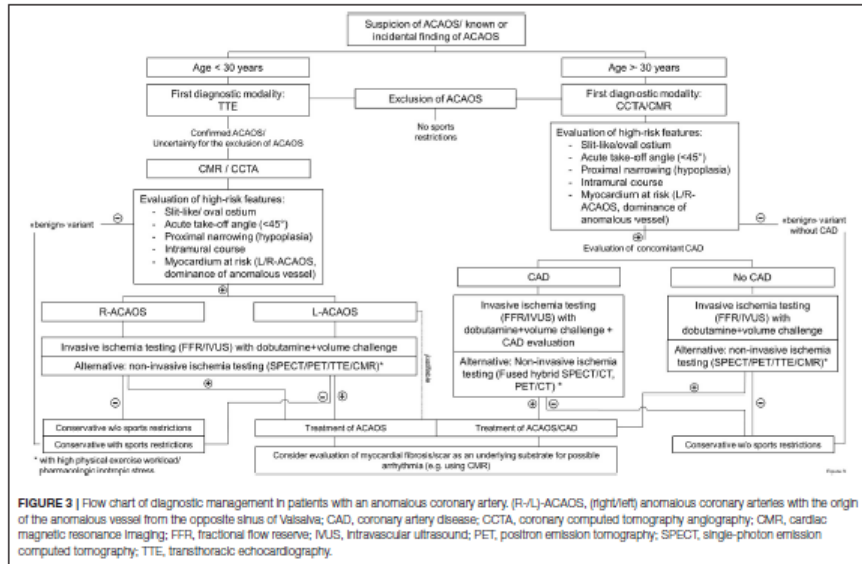 Suspicion of ACAOS/ known or
incidental finding of ACAOS
Age < 30 years
Age >- 30 years
First diagnostic modality:
TTE
Exclusion of ACAOS
First diagnostic modality:
CCTA/CMR
Confirmed ACAOS/
Uncertainty for the exclusion of ACAOS
No sports
restrictions
CMR / CCTA
Evaluation of high-risk features:
- Slit-like/oval ostium
- Acute take-off angle (<45°)
- Proximal narrowing (hypoplasia)
- Intramural course
- Myocardium at risk (L/R-
ACAOS, dominance of
anomalous vessel)
«benign» variant
Evaluation of high-risk features:
- Slit-like/ oval ostium
- Acute take-off angle (<45°)
- Proximal narrowing (hypoplasia)
- Intramural course
- Myocardium at risk (L/R-ACAOS,
dominance of anomalous vessel)
«benign» variant
without CAD
Evaluation of concomitant CAD
R-ACAOS
L-ACAOS
CAD
No CAD
Invasive ischemia testing (FFR/IVUS) with dobutamine+volume challenge
Alternative: non-invasive ischemia testing (SPECT/PET/TTE/CMR)*
Invasive ischemia testing
(FFR/IVUS) with
dobutamine+volume challenge +
CAD evaluation
Alternative: Non-invasive ischemia
testing (Fused hybrid SPECT/CT,
PET/CT) *
Invasive ischemia testing
(FFR/IVUS) with
dobutamine+volume challenge
Alternative: non-invasive ischemia
testing (SPECT/PET/TTE/CMR)*
Conservative w/o sports restrictions
Conservative with sports restrictions
Treatment of ACAOS
Treatment of ACAOS/CAD
Conservative w/o sports restrictions
* with high physical exercise workload/
pharmacologic inotropic stress
Consider evaluation of myocardial fibrosis/scar as an underlying substrate for possible
arrhythmia (e.g. using CMR)
FIGURE 3 | Flow chart of diagnostic management in patients with an anomalous coronary artery. (R-/L)-ACAOS, (right/left) anomalous coronary arteries with the origin
of the anomalous vessel from the opposite sinus of Valsalva; CAD, coronary artery disease; CCTA, coronary computed tomography angiography; CMR, cardiac
magnetic resonance imaging; FFR, fractional flow reserve; IVUS, intravascular ultrasound; PET, positron emission tomography; SPECT, single-photon emission
computed tomography; TTE, transthoracic echocardiography.